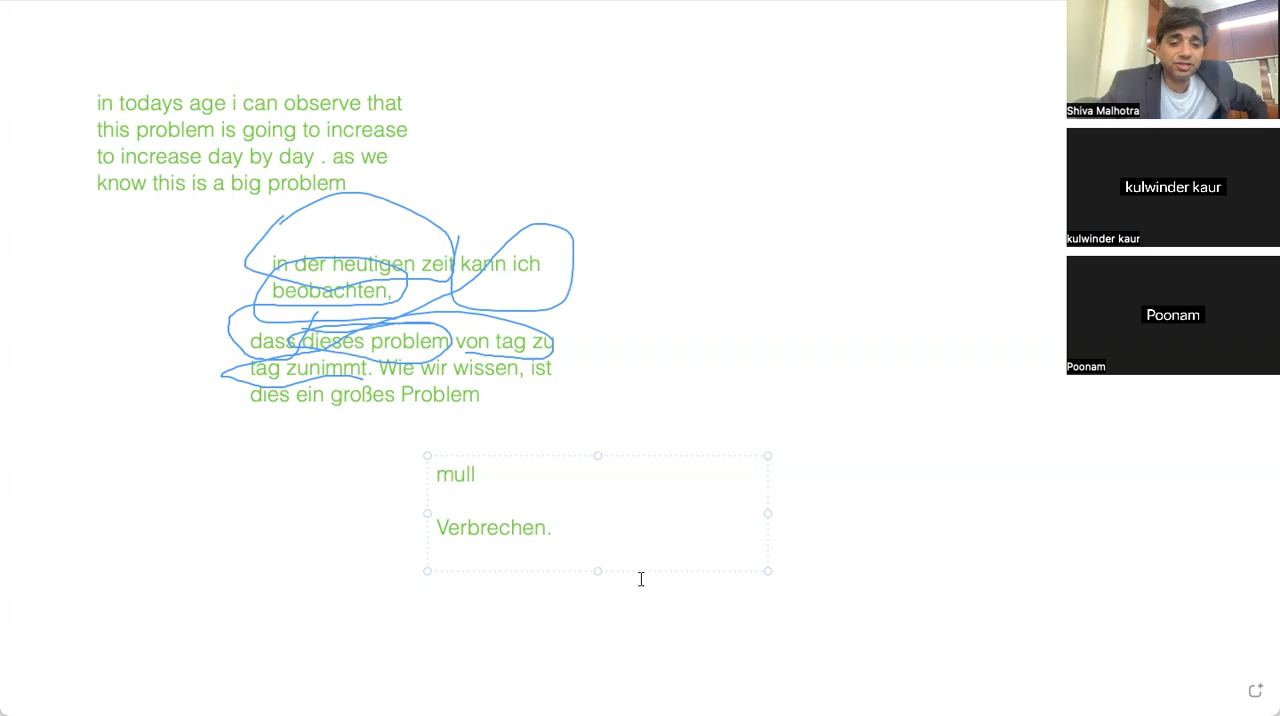 in todays age i can observe that
this problem is going to increase
to increase day by day . as we
know this is a big problem
in der heutigen zeit kann ich
beobachten,
dass dieses problem von tag zu
tag zunimmt. Wie wir wissen, ist
dies ein großes Problem
mull
Verbrechen.
Shiva Malhotra
kulwinder kaur
kulwinder kaur
Poonam
Poonam